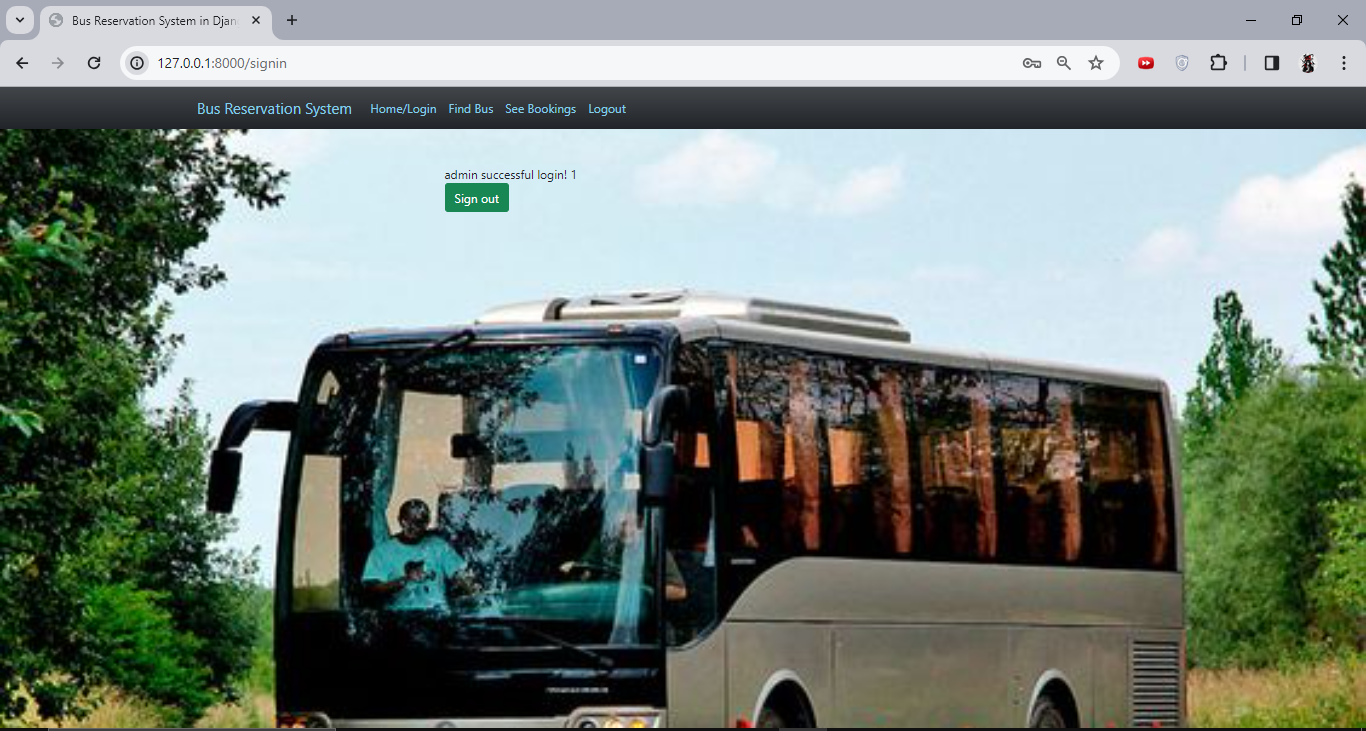 Bus Reservation System in Djan
127.0.0.1:8000/signin
Bus Reservation System Home/Login Find Bus See Bookings Logout
admin successful login! 1
Sign out